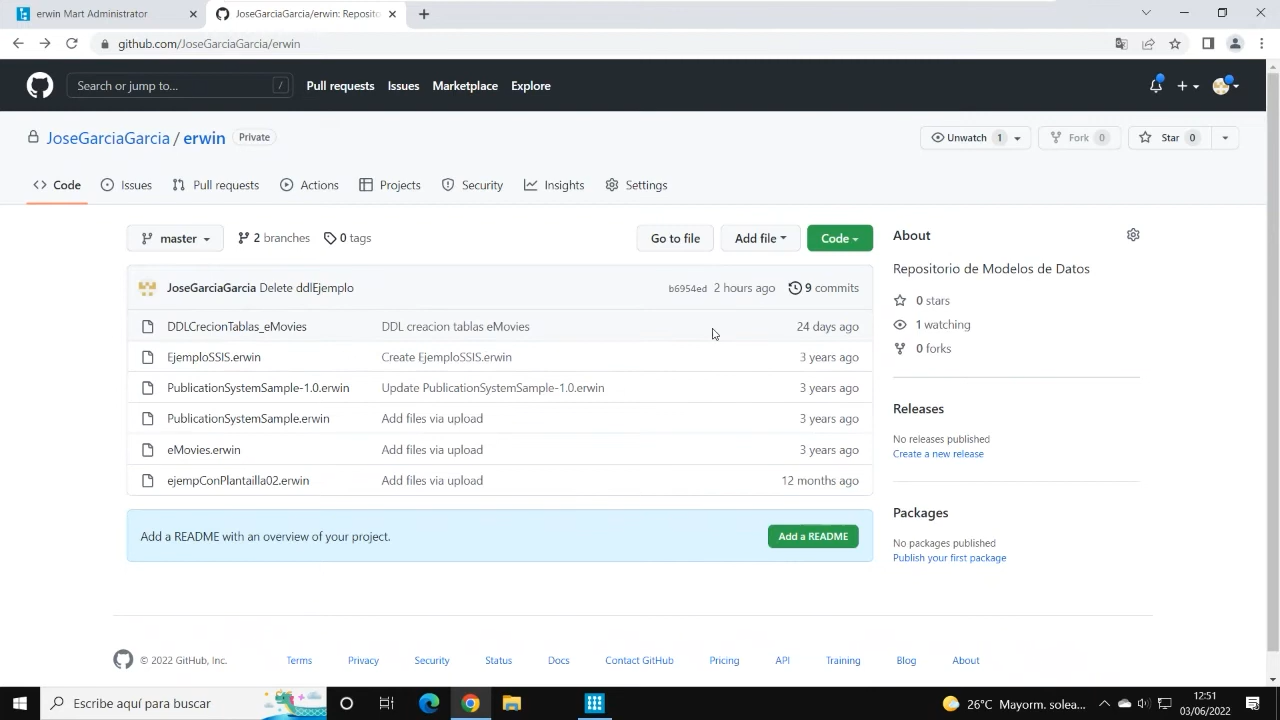 erwin Mart Administrator
JoseGarciaGarcia/erwin: Reposito
github.com/JoseGarciaGarcia/erwin
Search or jump to...
/
Pull requests
Issues
Marketplace
Explore
JoseGarciaGarcia / erwin
Private
Unwatch 1
Fork 0
Star 0
Code
Issues
Pull requests
Actions
Projects
Security
Insights
Settings
master
2 branches
0 tags
Go to file
Add file
Code
About
Repositorio de Modelos de Datos
0 stars
1 watching
0 forks
JoseGarciaGarcia Delete ddlEjemplo b6954ed 2 hours ago 9 commits
DDLCrecionTablas_eMovies DDL creacion tablas eMovies 24 days ago
EjemploSSIS.erwin Create EjemploSSIS.erwin 3 years ago
PublicationSystemSample-1.0.erwin Update PublicationSystemSample-1.0.erwin 3 years ago
PublicationSystemSample.erwin Add files via upload 3 years ago
eMovies.erwin Add files via upload 3 years ago
ejempConPlantailla02.erwin Add files via upload 12 months ago
Add a README with an overview of your project.
Add a README
Releases
No releases published
Create a new release
Packages
No packages published
Publish your first package
© 2022 GitHub, Inc.
Terms
Privacy
Security
Status
Docs
Contact GitHub
Pricing
API
Training
Blog
About
Escribe aquí para buscar
26°C Mayorm. solea...
12:51
03/06/2022